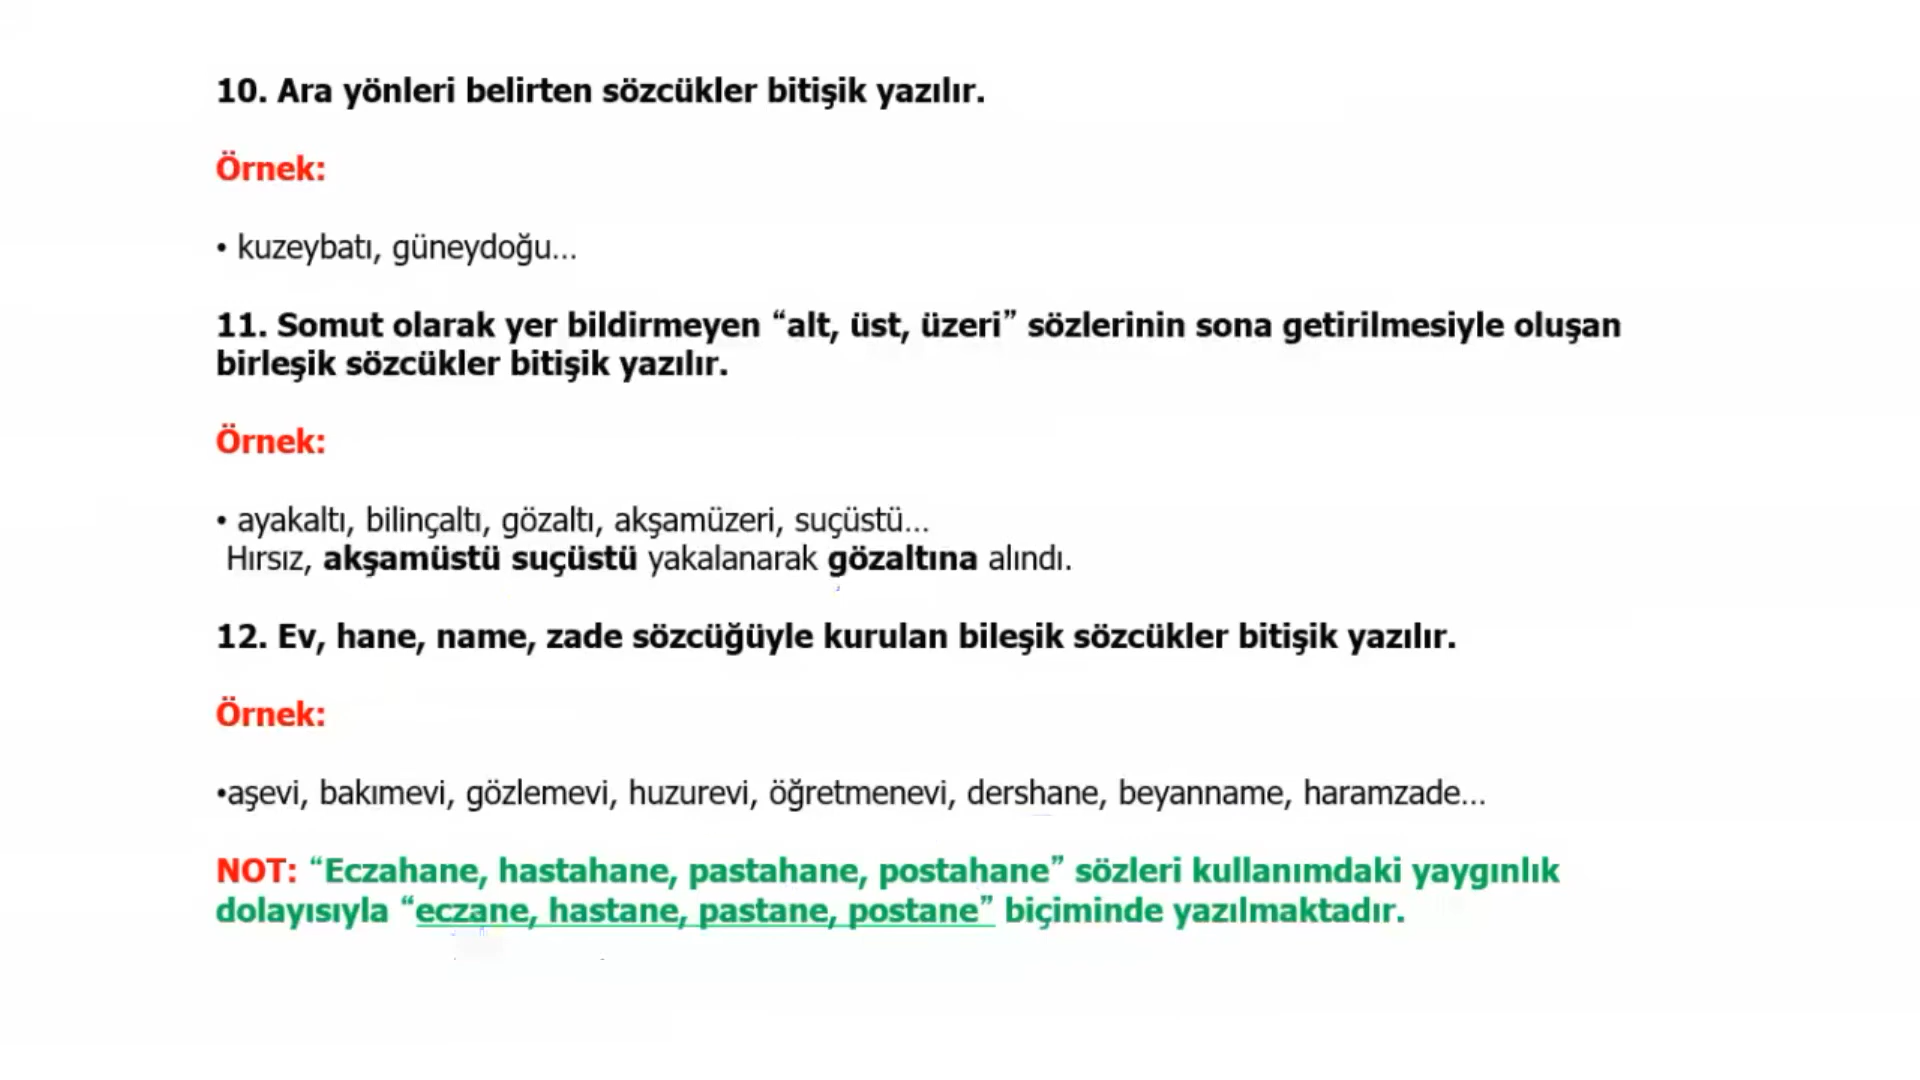 10. Ara yönleri belirten sözcükler bitişik yazılır.
Örnek:
• kuzeybatı, güneydoğu...
11. Somut olarak yer bildirmeyen “alt, üst, üzeri” sözlerinin sona getirilmesiyle oluşan
birleşik sözcükler bitişik yazılır.
Örnek:
• ayakaltı, bilinçaltı, gözaltı, akşamüzeri, suçüstü...
Hırsız, akşamüstü suçüstü yakalanarak gözaltına alındı.
12. Ev, hane, name, zade sözcüğüyle kurulan bileşik sözcükler bitişik yazılır.
Örnek:
•aşevi, bakımevi, gözlemevi, huzurevi, öğretmenevi, dershane, beyanname, haramzade...
NOT: “Eczahane, hastahane, pastahane, postahane” sözleri kullanımdaki yaygınlık
dolayısıyla “eczane, hastane, pastane, postane” biçiminde yazılmaktadır.